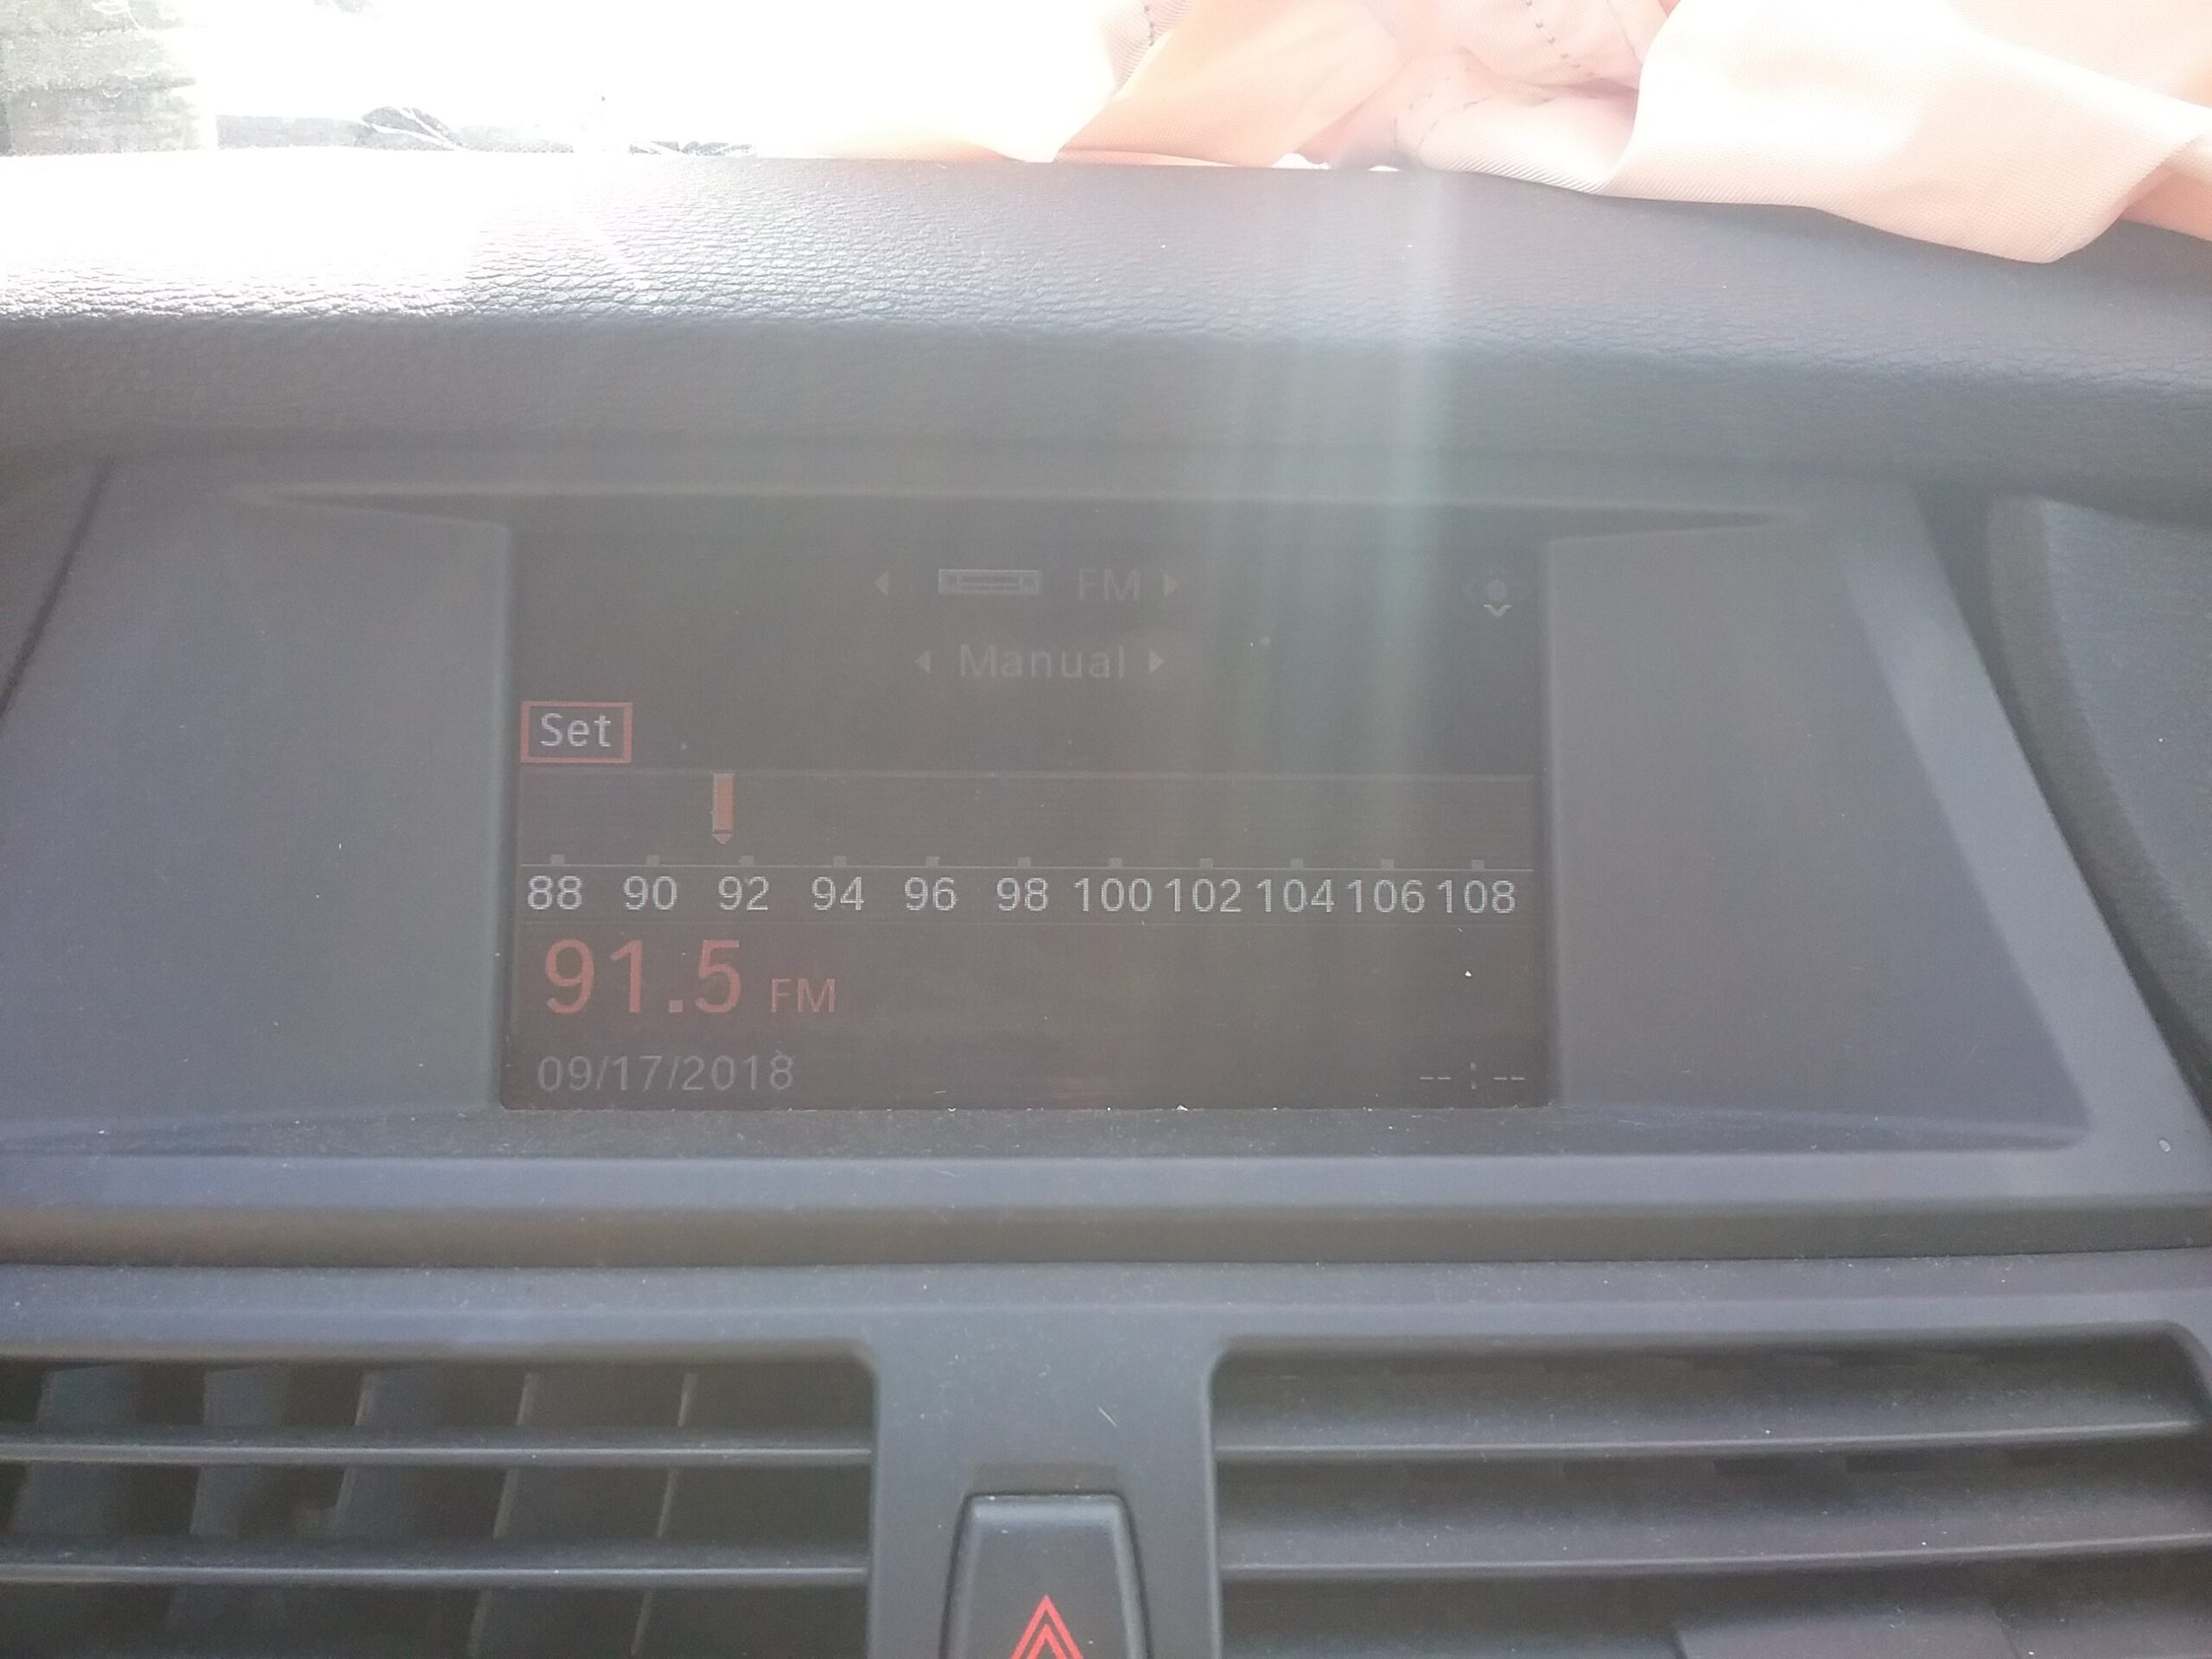 FM
Manual
Set
88 90 92 94 96 98 100 102 104 106 108
91.5 FM
09/17/2018 -- : --